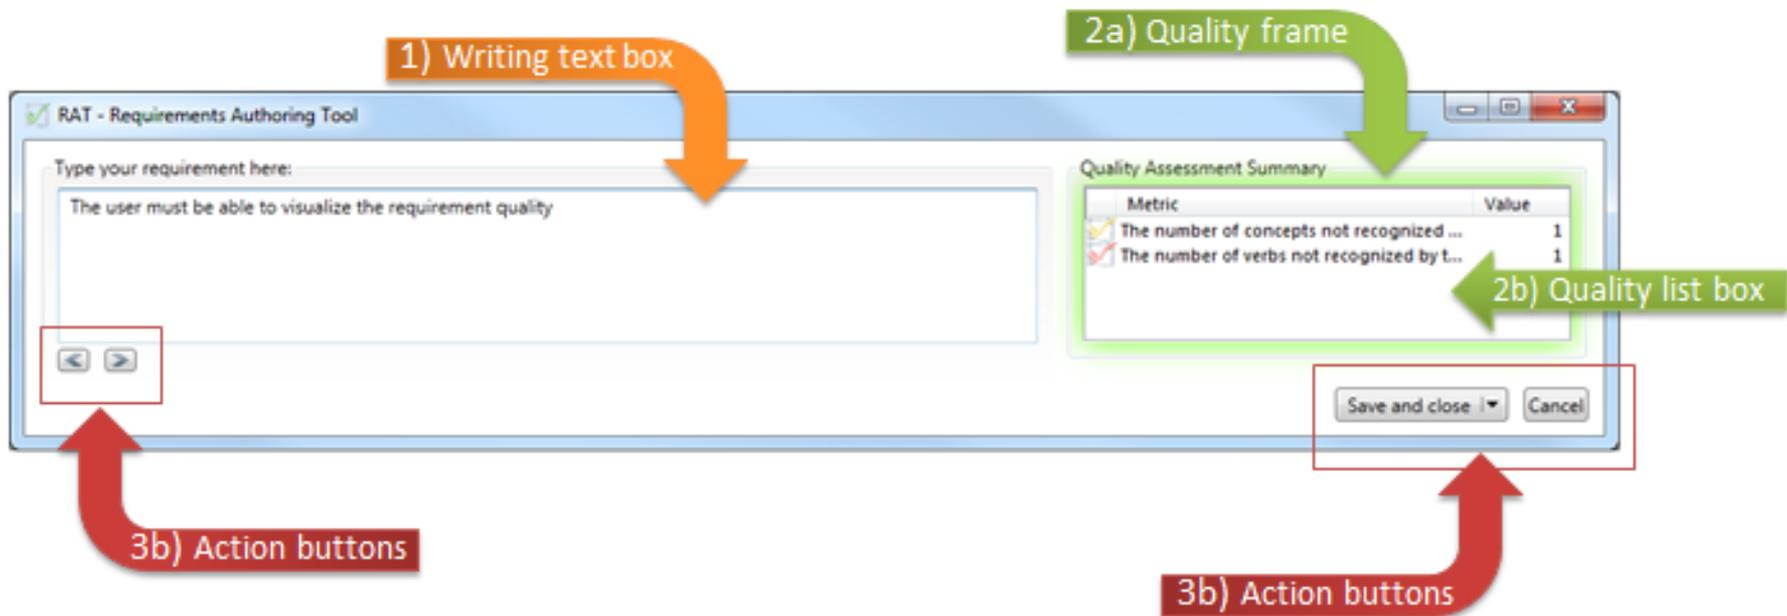 2a) Quality frame
1) Writing text box
RAT - Requirements Authoring Tool
Type your requirement here:
Quality Assessment Summary
The user must be able to visualize the requirement quality
Metric Value
The number of concepts not recognized ... 1
The number of verbs not recognized by t... 1
2b) Quality list box
< >
Save and close Cancel
3b) Action buttons
3b) Action buttons